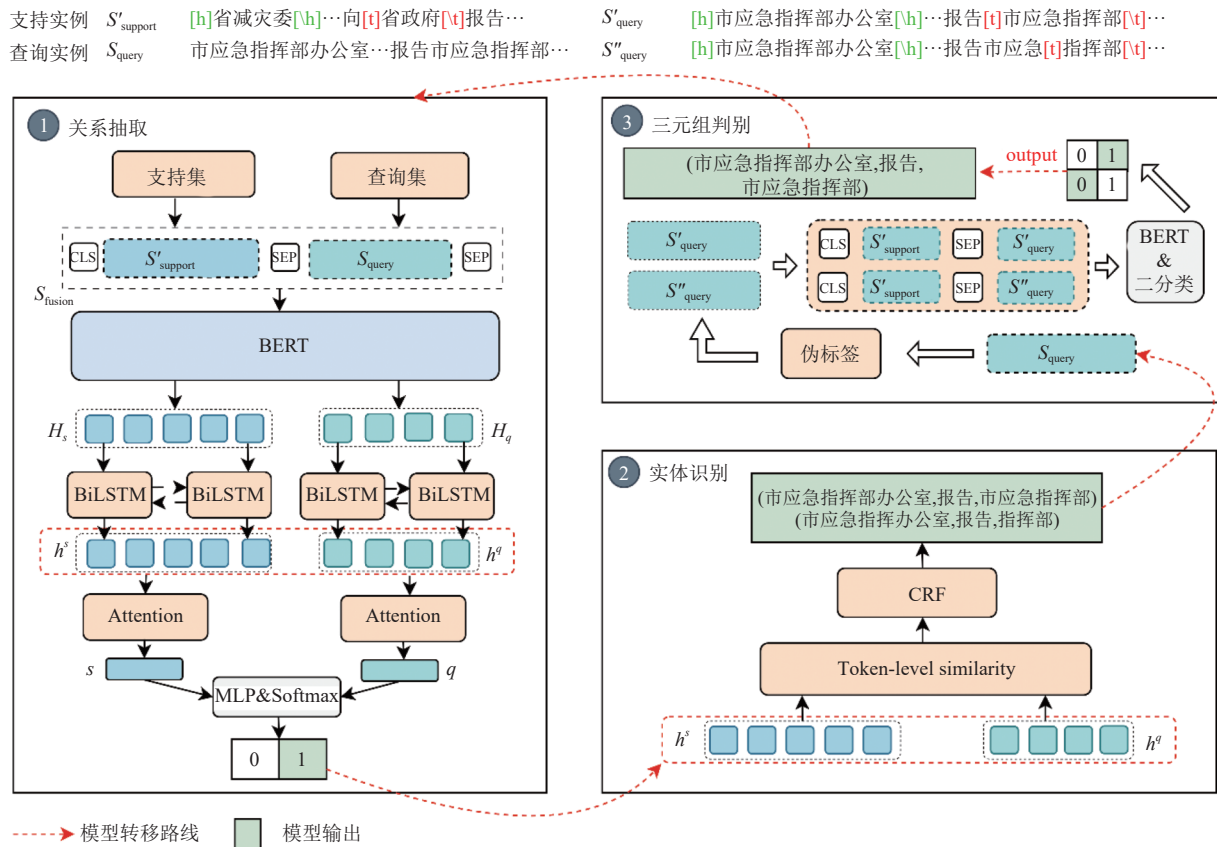 支持实例 S′support [h]省减灾委[\h]…向[t]省政府[\t]报告… S′query [h]市应急指挥部办公室[\h]…报告[t]市应急指挥部[\t]…
查询实例 Squery 市应急指挥部办公室…报告市应急指挥部… S″query [h]市应急指挥部办公室[\h]…报告市应急[t]指挥部[\t]…
1 关系抽取
支持集 查询集
CLS S′support SEP Squery SEP
Sfusion
BERT
Hs Hq
BiLSTM BiLSTM BiLSTM BiLSTM
hs hq
Attention Attention
s q
MLP&Softmax
0 1
3 三元组判别
(市应急指挥部办公室,报告,
市应急指挥部)
output
0 1
0 1
S′query CLS S′support SEP S′query
S″query CLS S′support SEP S″query
BERT
&
二分类
伪标签 Squery
2 实体识别
(市应急指挥部办公室,报告,市应急指挥部)
(市应急指挥办公室,报告,指挥部)
CRF
Token-level similarity
hs hq
模型转移路线 模型输出